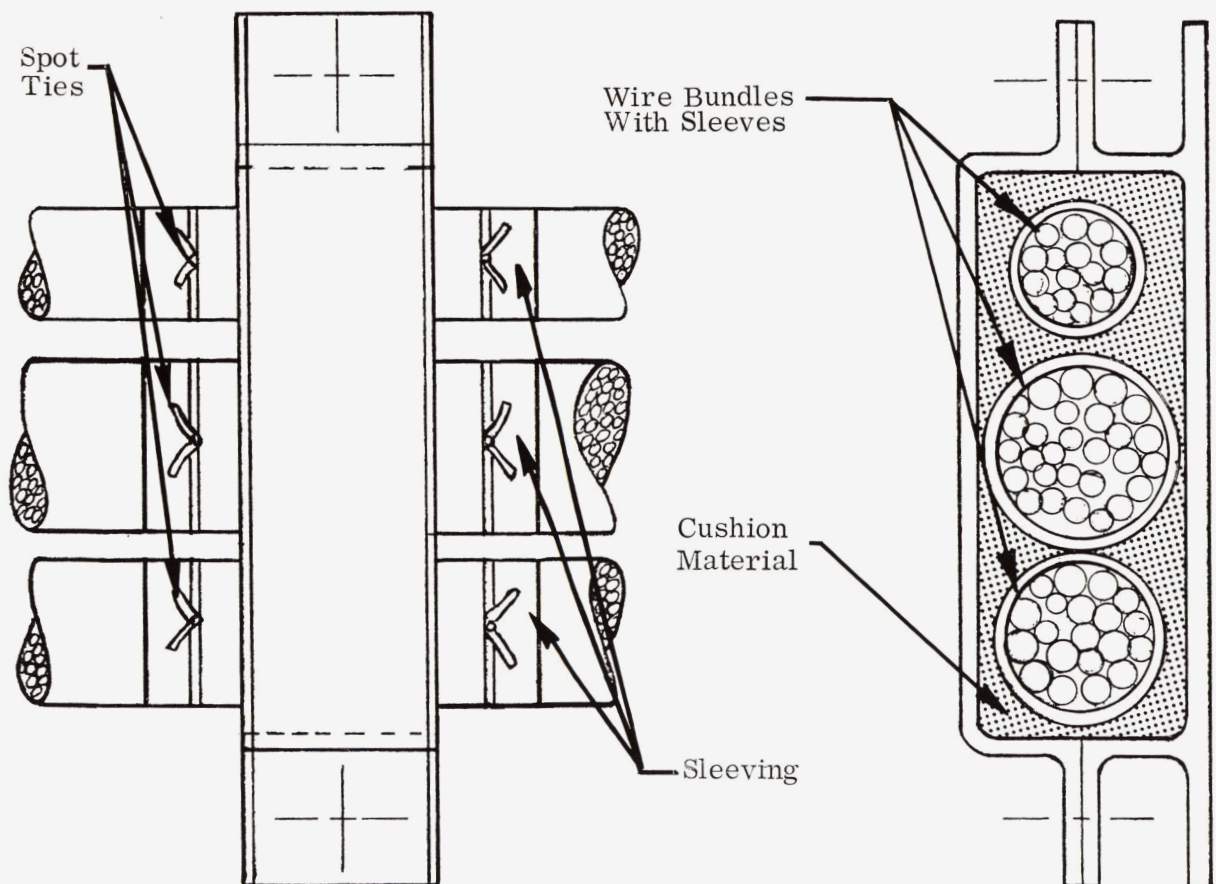 Spot
Ties
Wire Bundles
With Sleeves
Cushion
Material
Sleeving